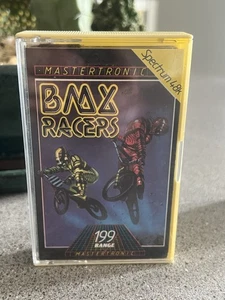 MASTERTRONIC
Spectrum 48k
BMX
RACERS
199
RANGE
MASTERTRONIC